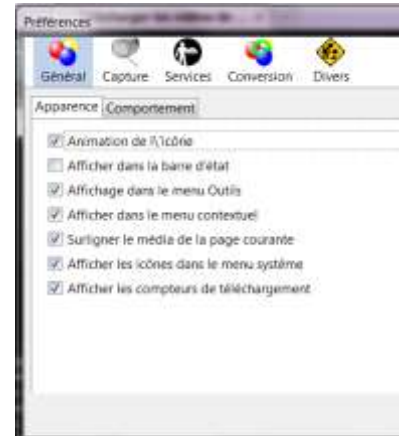 Préférences
Général Capture Services Conversion Divers
Apparence Comportement
Animation de l\'icône
Afficher dans la barre d'état
Affichage dans le menu Outils
Afficher dans le menu contextuel
Surligner le média de la page courante
Afficher les icônes dans le menu système
Afficher les compteurs de téléchargement